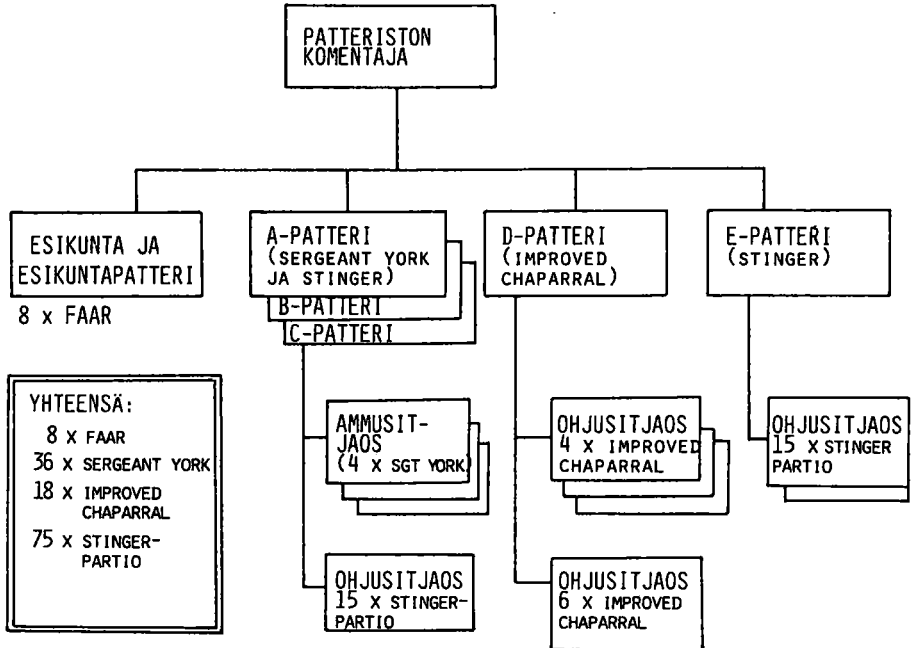 PATTERISTON
KOMENTAJA
ESIKUNTA JA
ESIKUNTAPATTERI
8 x FAAR
A-PATTERI
(SERGEANT YORK
JA STINGER)
B-PATTERI
C-PATTERI
D-PATTERI
(IMPROVED
CHAPARRAL)
E-PATTERI
(STINGER)
YHTEENSÄ:
8 X FAAR
36 X SERGEANT YORK
18 X IMPROVED
CHAPARRAL
75 X STINGER-
PARTIO
AMMUSIT-
JAOS
(4 X SGT YORK)
OHJUSITJAOS
15 X STINGER-
PARTIO
OHJUSITJAOS
4 X IMPROVED
CHAPARRAL
OHJUSITJAOS
6 X IMPROVED
CHAPARRAL
OHJUSITJAOS
15 X STINGER
PARTIO